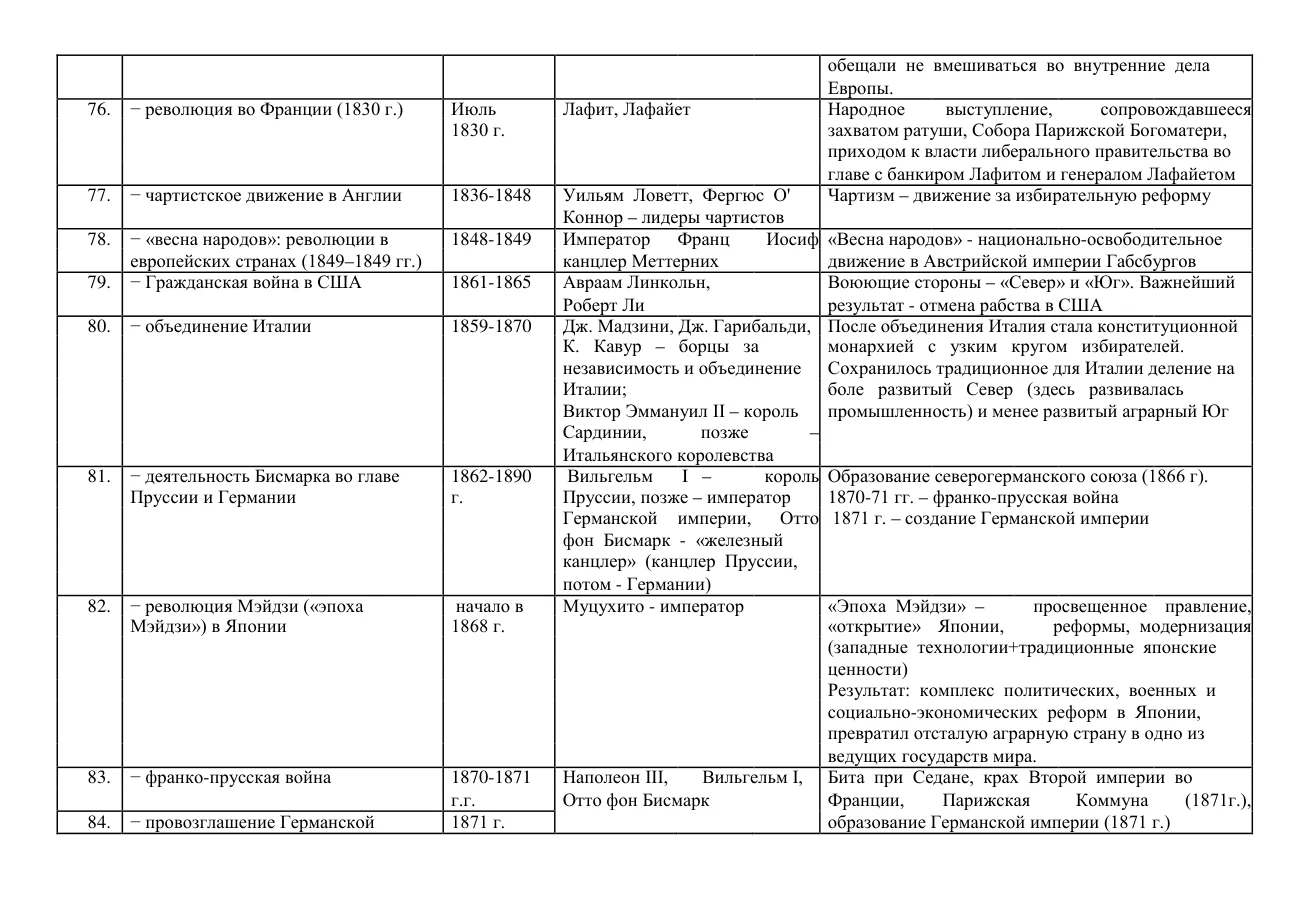 обещали не вмешиваться во внутренние дела
Европы.
76. − революция во Франции (1830 г.) Июль Лафит, Лафайет Народное выступление, сопровождавшееся
1830 г. захватом ратуши, Собора Парижской Богоматери,
приходом к власти либерального правительства во
главе с банкиром Лафитом и генералом Лафайетом
77. − чартистское движение в Англии 1836-1848 Уильям Ловетт, Фергюс О' Чартизм – движение за избирательную реформу
Коннор – лидеры чартистов
78. − «весна народов»: революции в 1848-1849 Император Франц Иосиф «Весна народов» - национально-освободительное
европейских странах (1849–1849 гг.) канцлер Меттерних движение в Австрийской империи Габсбургов
79. − Гражданская война в США 1861-1865 Авраам Линкольн, Воюющие стороны – «Север» и «Юг». Важнейший
Роберт Ли результат - отмена рабства в США
80. − объединение Италии 1859-1870 Дж. Мадзини, Дж. Гарибальди, После объединения Италия стала конституционной
К. Кавур – борцы за монархией с узким кругом избирателей.
независимость и объединение Сохранилось традиционное для Италии деление на
Италии; боле развитый Север (здесь развивалась
Виктор Эммануил II – король промышленность) и менее развитый аграрный Юг
Сардинии, позже –
Итальянского королевства
81. − деятельность Бисмарка во главе 1862-1890 Вильгельм I – король Образование северогерманского союза (1866 г).
Пруссии и Германии г. Пруссии, позже – император 1870-71 гг. – франко-прусская война
Германской империи, Отто 1871 г. – создание Германской империи
фон Бисмарк - «железный
канцлер» (канцлер Пруссии,
потом - Германии)
82. − революция Мэйдзи («эпоха начало в Муцухито - император «Эпоха Мэйдзи» – просвещенное правление,
Мэйдзи») в Японии 1868 г. «открытие» Японии, реформы, модернизация
(западные технологии+традиционные японские
ценности)
Результат: комплекс политических, военных и
социально-экономических реформ в Японии,
превратил отсталую аграрную страну в одно из
ведущих государств мира.
83. − франко-прусская война 1870-1871 Наполеон III, Вильгельм I, Бита при Седане, крах Второй империи во
г.г. Отто фон Бисмарк Франции, Парижская Коммуна (1871г.),
84. − провозглашение Германской 1871 г. образование Германской империи (1871 г.)